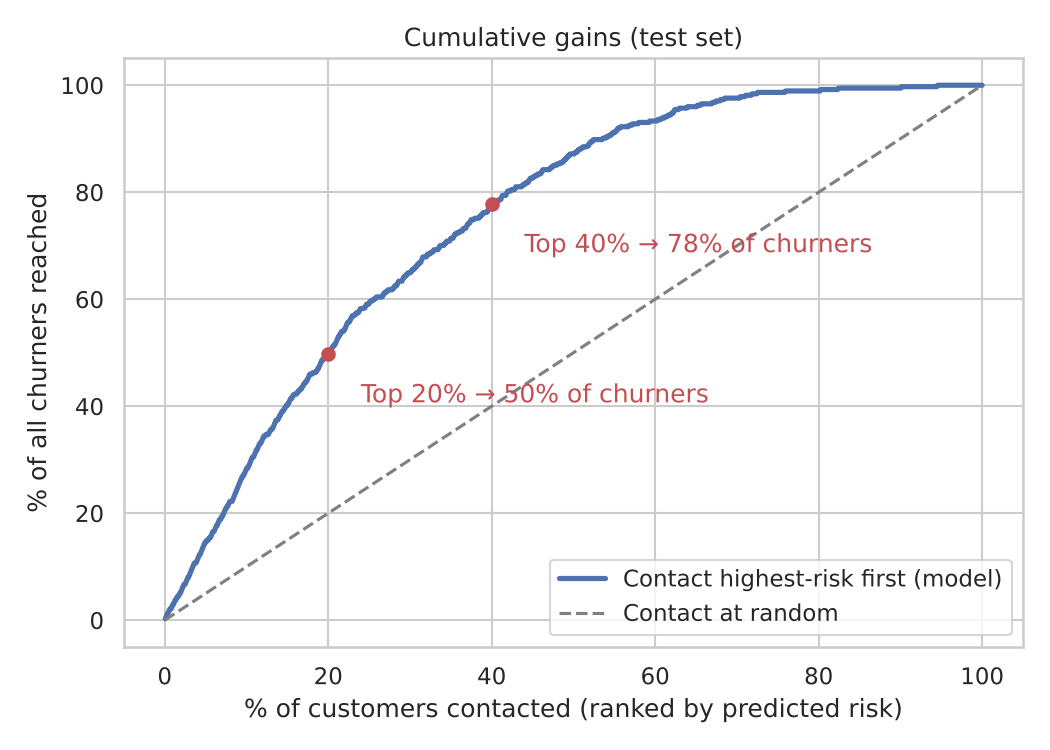 Cumulative gains (test set)
% of all churners reached
100
80
60
40
20
0
Top 40% → 78% of churners
Top 20% → 50% of churners
Contact highest-risk first (model)
Contact at random
0 20 40 60 80 100
% of customers contacted (ranked by predicted risk)